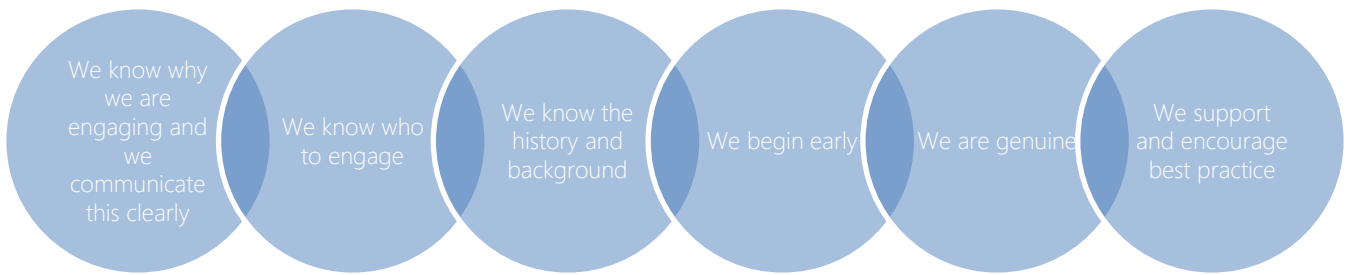 We know why
we are
engaging and
we
communicate
this clearly
We know who
to engage
We know the
history and
background
We begin early
We are genuine
We support
and encourage
best practice